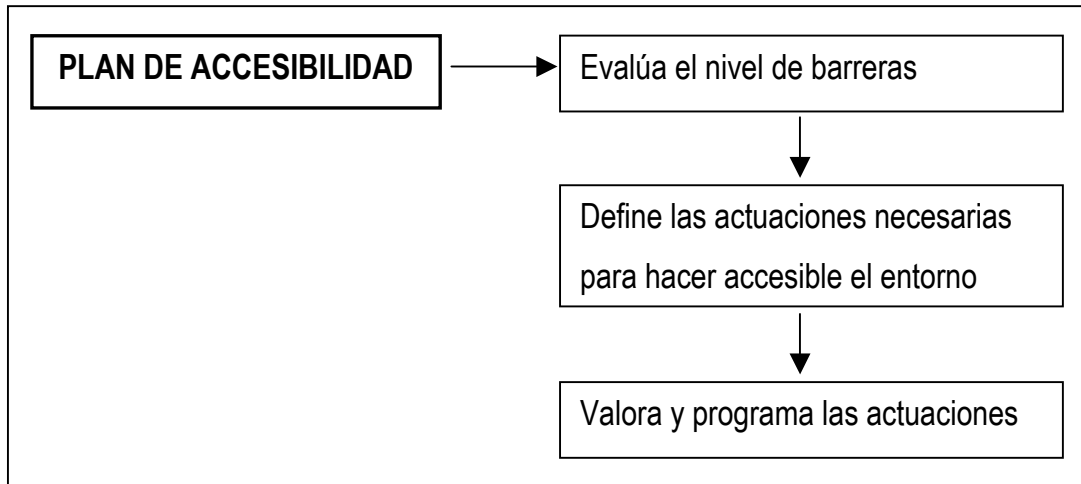 PLAN DE ACCESIBILIDAD
Evalúa el nivel de barreras
Define las actuaciones necesarias
para hacer accesible el entorno
Valora y programa las actuaciones